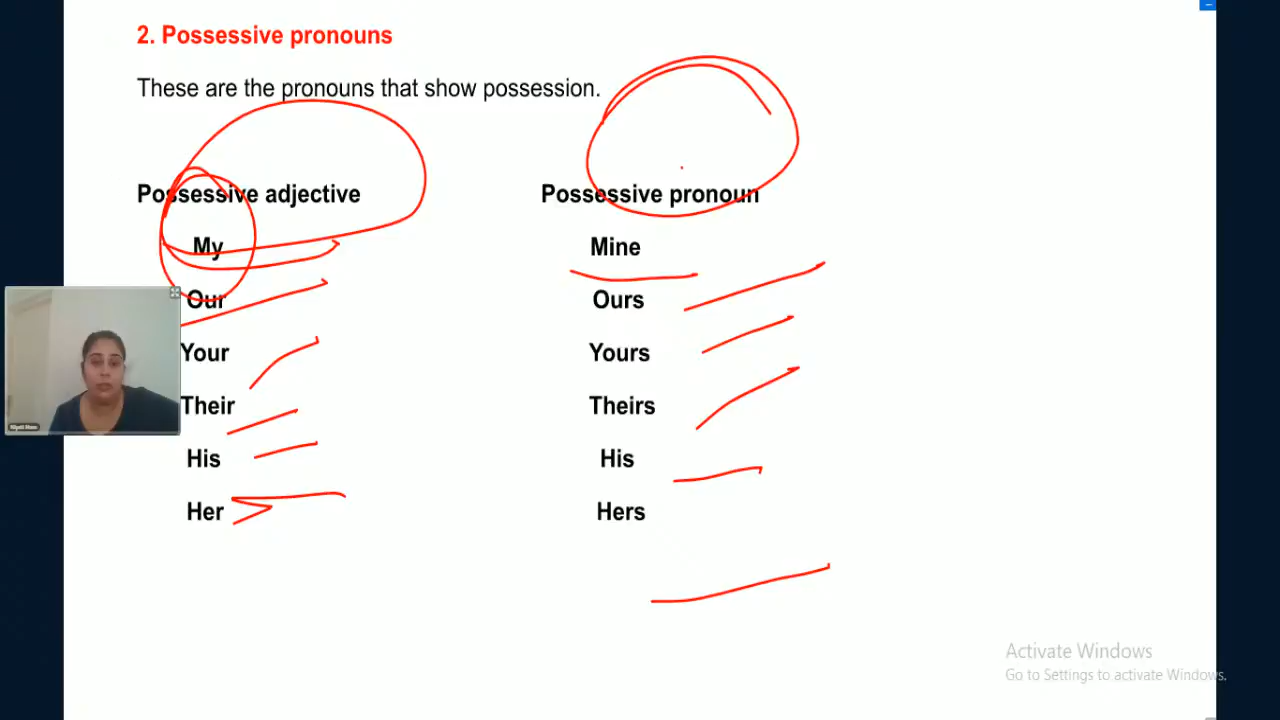 2. Possessive pronouns
These are the pronouns that show possession.
Possessive adjective Possessive pronoun
My Mine
Our Ours
Your Yours
Their Theirs
His His
Her Hers
Activate Windows
Go to Settings to activate Windows.